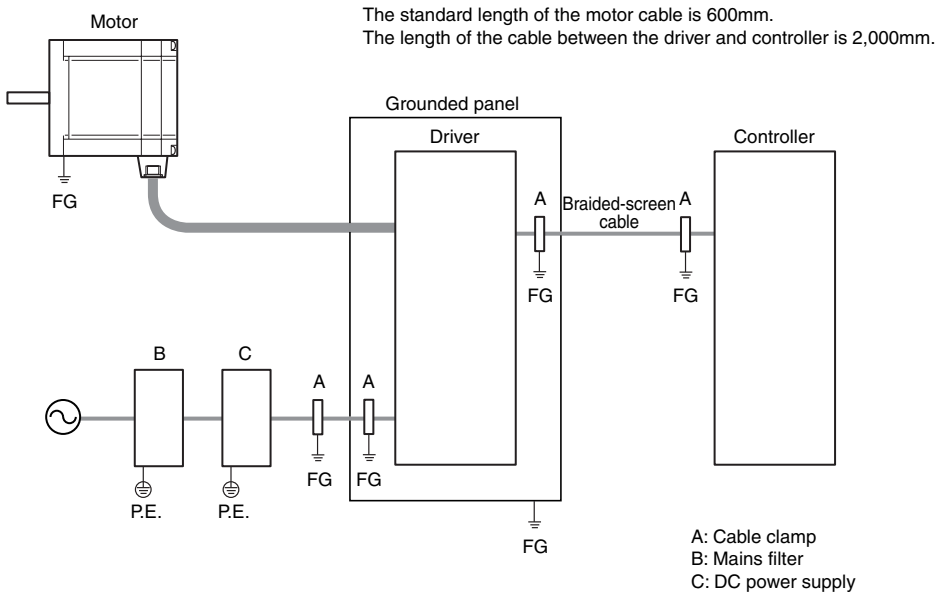 The standard length of the motor cable is 600mm.
The length of the cable between the driver and controller is 2,000mm.
Motor
FG
Grounded panel
Driver
Controller
A
Braided-screen
cable
A
FG
FG
B
C
A
A
P.E.
P.E.
FG
FG
FG
A: Cable clamp
B: Mains filter
C: DC power supply